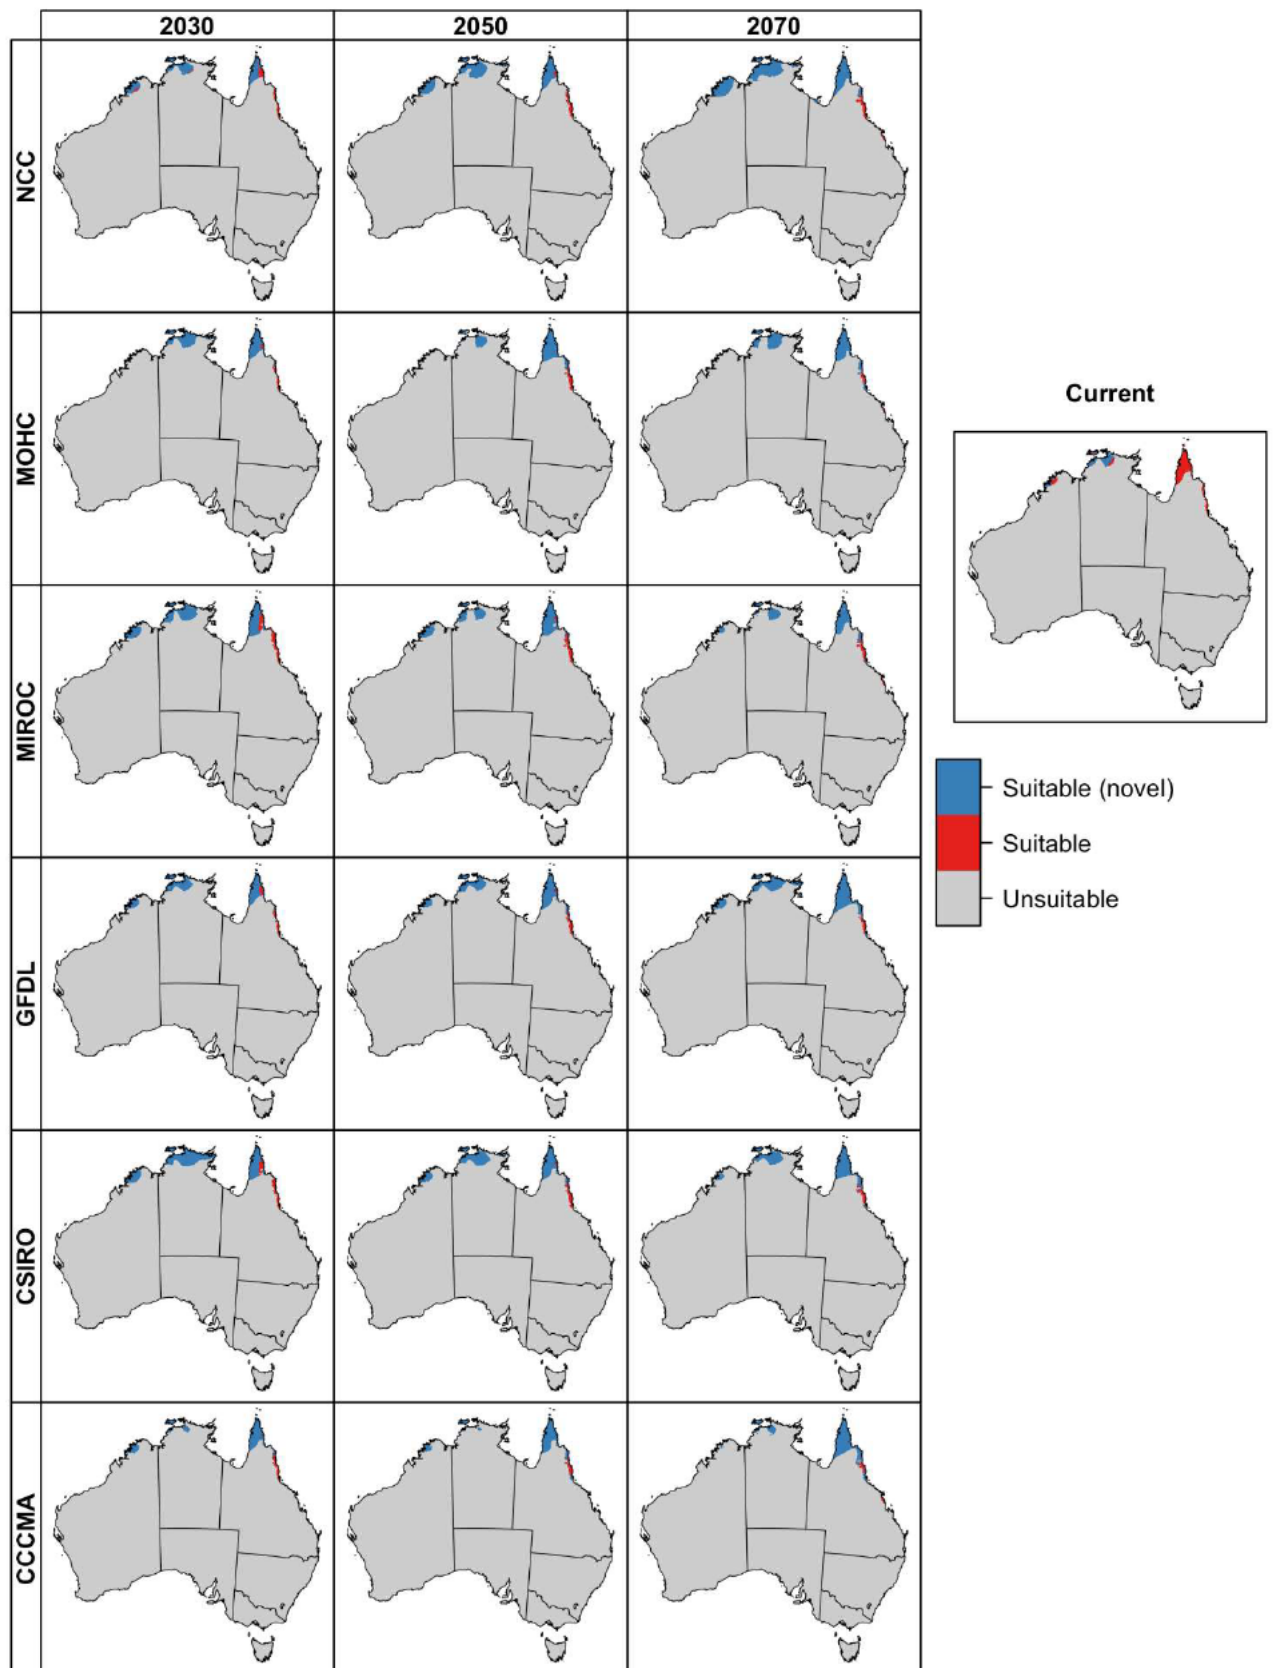 2030 2050 2070
NCC
MOHC
Current
MIROC
Suitable (novel)
Suitable
Unsuitable
GFDL
CSIRO
CCCMA